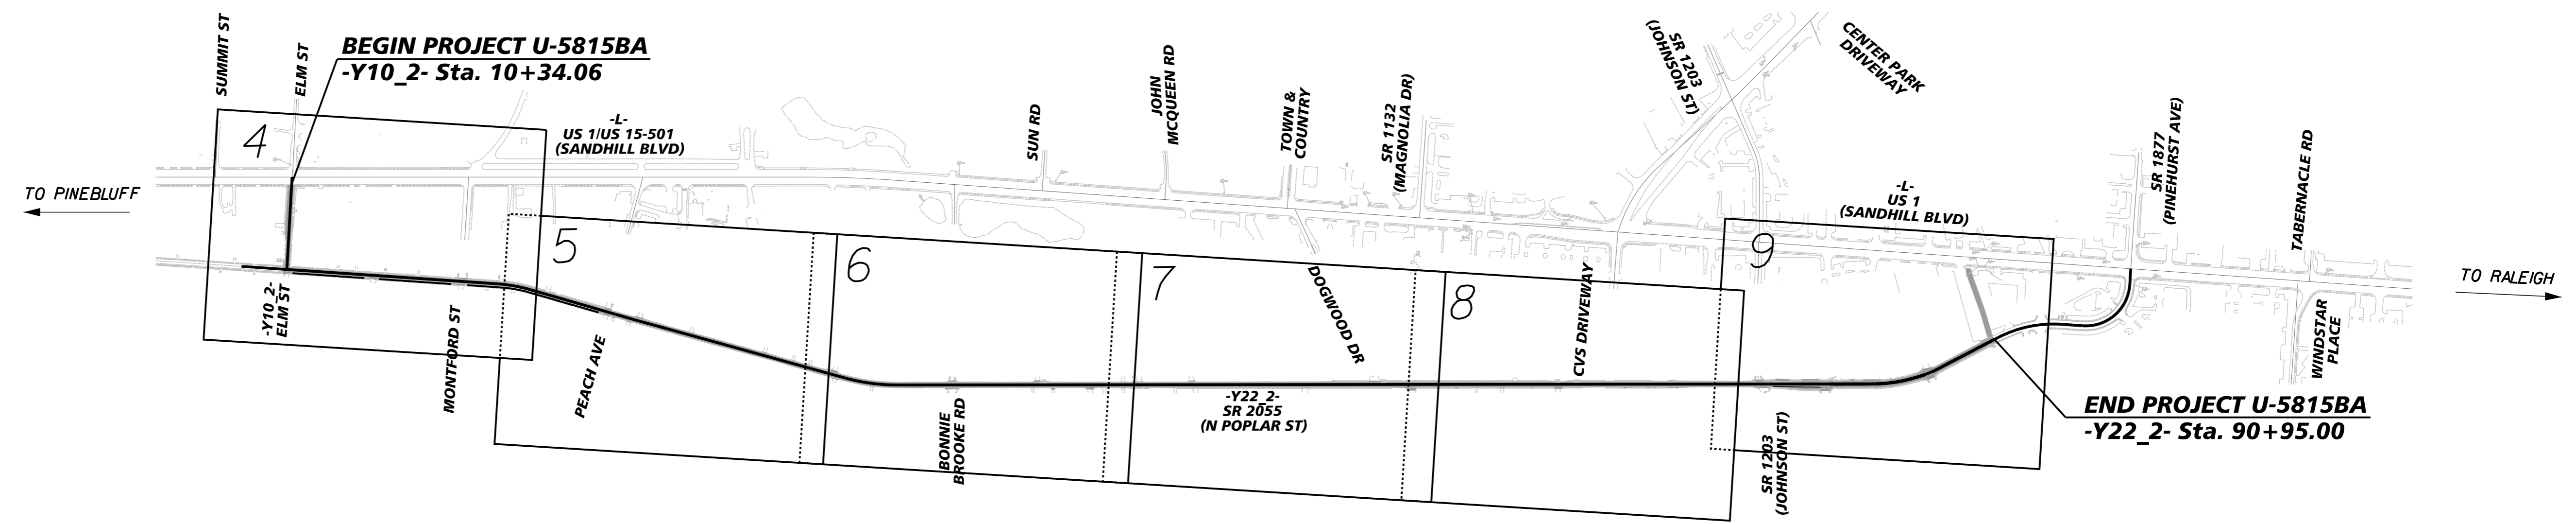 SUMMIT ST
ELM ST
BEGIN PROJECT U-5815BA
-Y10_2- Sta. 10+34.06
4
-L-
US 1/US 15-501
(SANDHILL BLVD)
SUN RD
JOHN
MCQUEEN RD
TOWN &
COUNTRY
SR 1132
(MAGNOLIA DR)
SR 1203
(JOHNSON ST)
CENTER PARK
DRIVEWAY
-L-
US 1
(SANDHILL BLVD)
SR 1877
(PINEHURST AVE)
TABERNACLE RD
TO PINEBLUFF
TO RALEIGH
5
6
7
8
9
-Y10_2-
ELM ST
MONTFORD ST
PEACH AVE
BONNIE
BROOKE RD
-Y22_2-
SR 2055
(N POPLAR ST)
DOGWOOD DR
CVS DRIVEWAY
SR 1203
(JOHNSON ST)
WINDSTAR
PLACE
END PROJECT U-5815BA
-Y22_2- Sta. 90+95.00